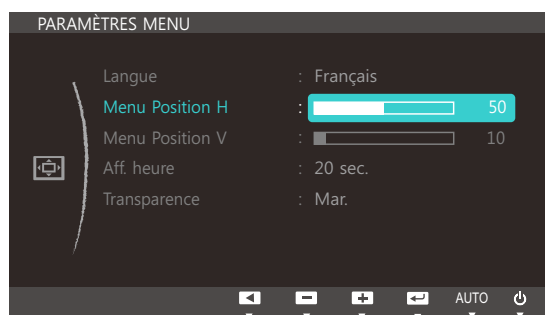 PARAMÈTRES MENU
Langue : Français
Menu Position H : 50
Menu Position V : 10
Aff. heure : 20 sec.
Transparence : Mar.
AUTO